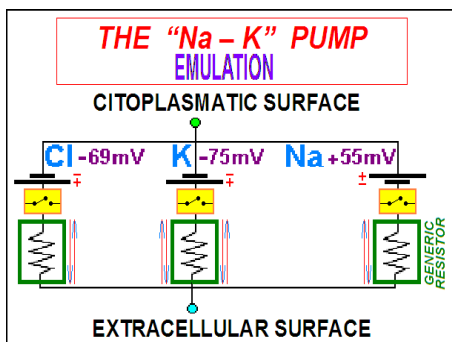 THE "Na – K" PUMP
EMULATION
CITOPLASMATIC SURFACE
Cl -69mV K -75mV Na +55mV
GENERIC
RESISTOR
EXTRACELLULAR SURFACE